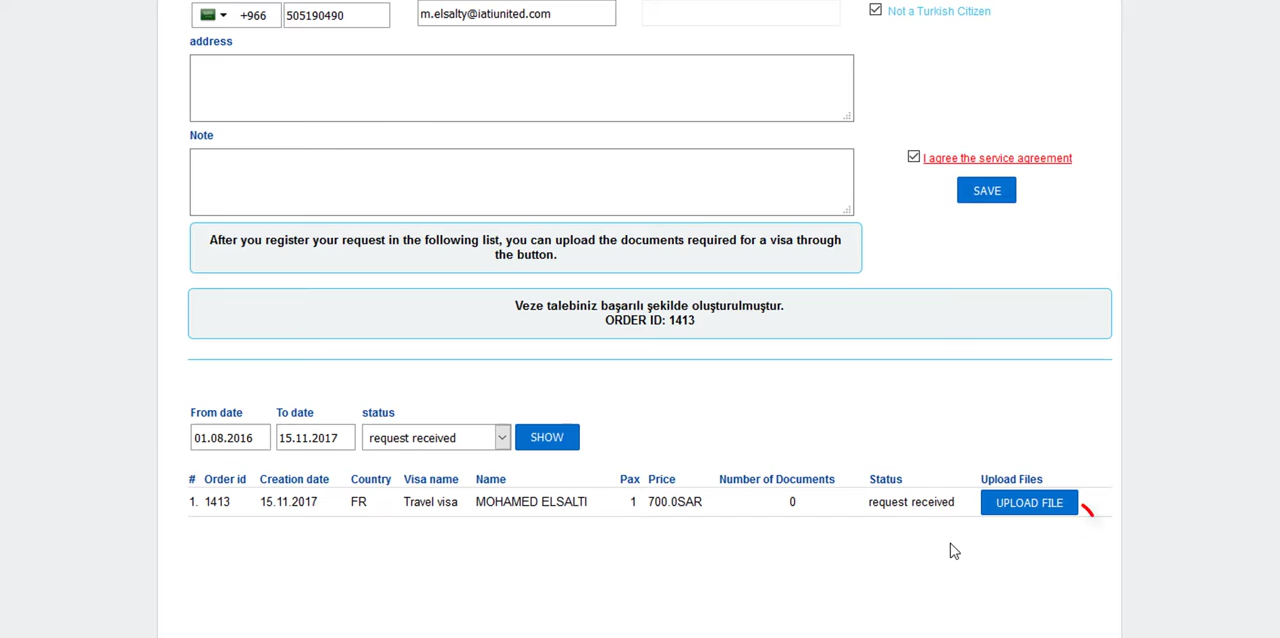 +966 505190490 m.elsalty@iatiunited.com Not a Turkish Citizen
address
Note
I agree the service agreement
SAVE
After you register your request in the following list, you can upload the documents required for a visa through
the button.
Veze talebiniz başarılı şekilde oluşturulmuştur.
ORDER ID: 1413
From date To date status
01.08.2016 15.11.2017 request received SHOW
# Order id Creation date Country Visa name Name Pax Price Number of Documents Status Upload Files
1. 1413 15.11.2017 FR Travel visa MOHAMED ELSALTI 1 700.0SAR 0 request received UPLOAD FILE